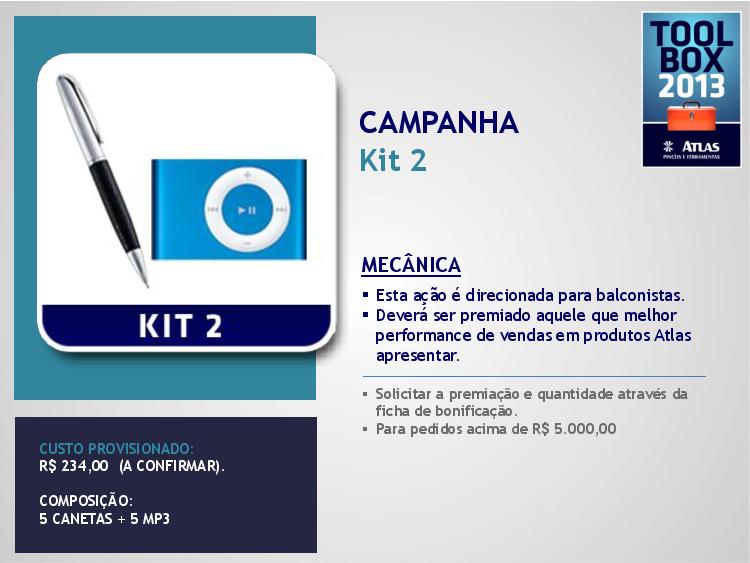 TOOL
BOX
2013
ATLAS
PINCÉIS E FERRAMENTAS
CAMPANHA
Kit 2
KIT 2
MECÂNICA
▪ Esta ação é direcionada para balconistas.
▪ Deverá ser premiado aquele que melhor
performance de vendas em produtos Atlas
apresentar.
▪ Solicitar a premiação e quantidade através da
ficha de bonificação.
▪ Para pedidos acima de R$ 5.000,00
CUSTO PROVISIONADO:
R$ 234,00 (A CONFIRMAR).
COMPOSIÇÃO:
5 CANETAS + 5 MP3